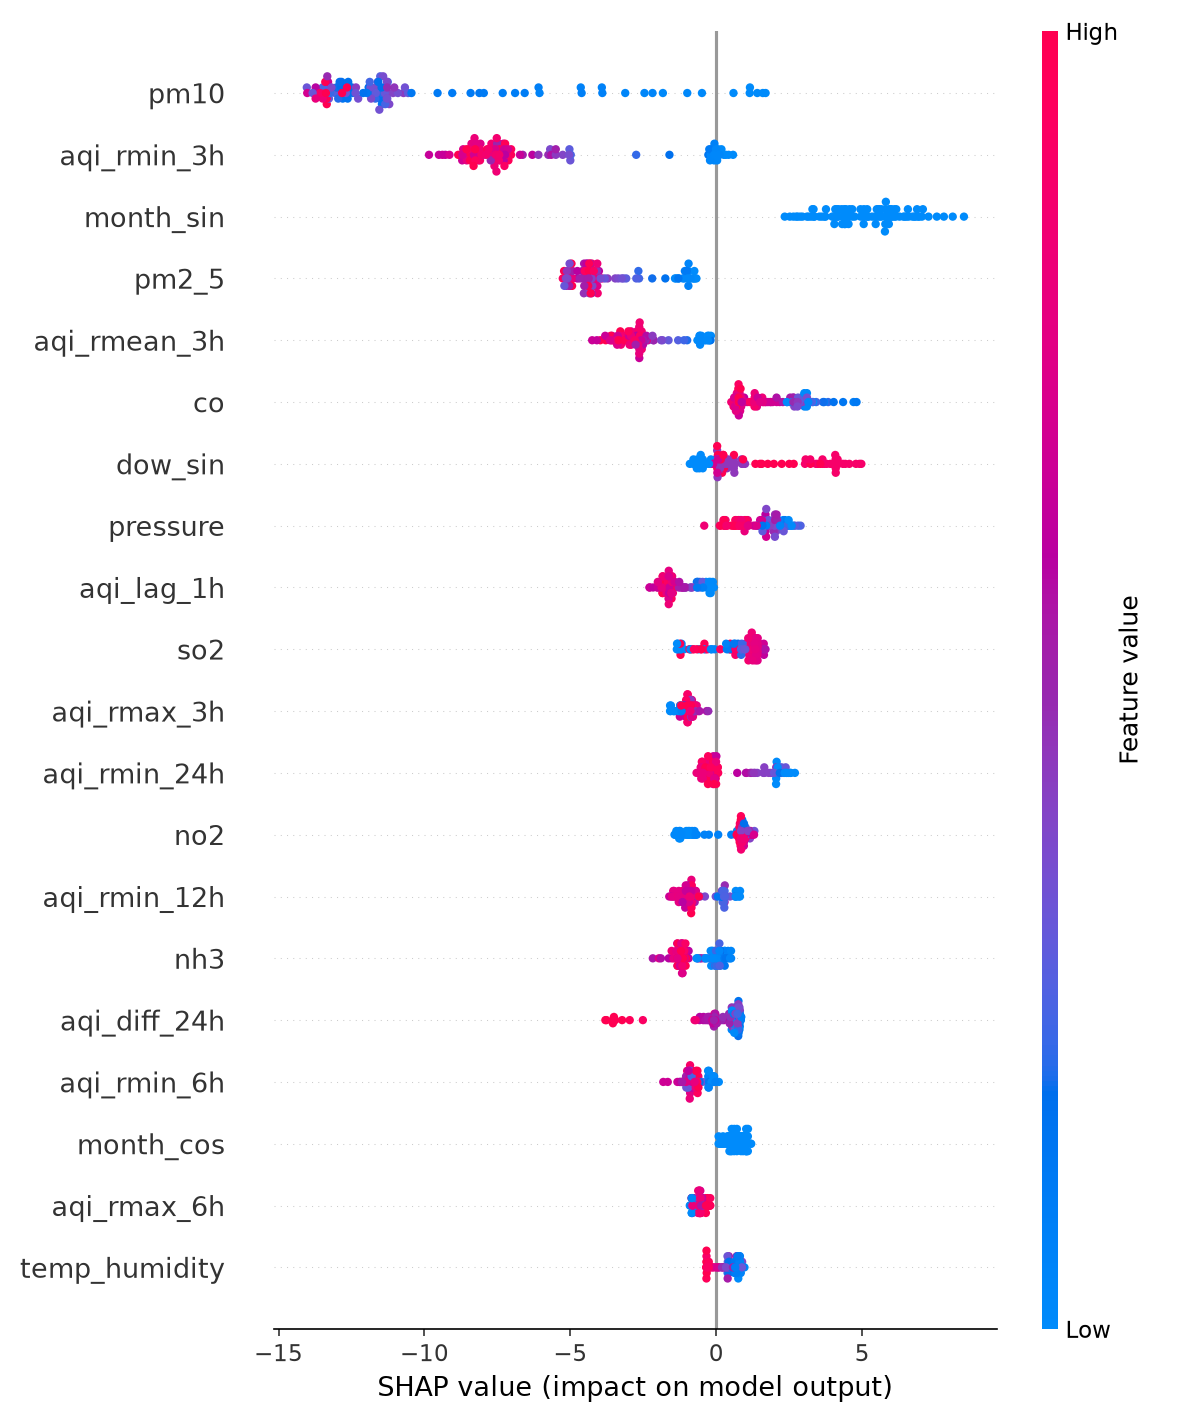 High
pm10
aqi_rmin_3h
month_sin
pm2_5
aqi_rmean_3h
co
dow_sin
pressure
aqi_lag_1h
so2
aqi_rmax_3h
aqi_rmin_24h
no2
aqi_rmin_12h
nh3
aqi_diff_24h
aqi_rmin_6h
month_cos
aqi_rmax_6h
temp_humidity
Feature value
Low
−15 −10 −5 0 5
SHAP value (impact on model output)